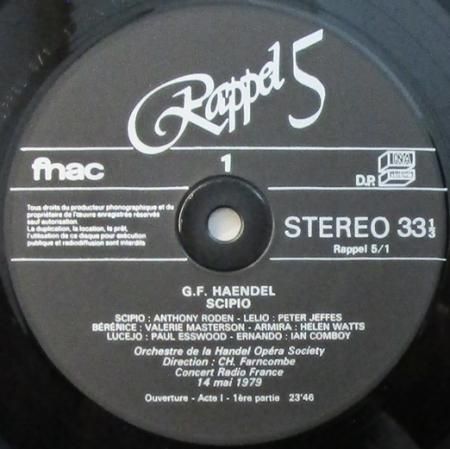 Rappel 5
fnac
1
D.P.
Tous droits du producteur phonographique et du
propriétaire de l'œuvre enregistrée réservés
sauf autorisation.
La duplication, la location, le prêt,
l'utilisation de ce disque pour exécution
publique et radiodiffusion sont interdits
STEREO 33 1/3
Rappel 5/1
G.F. HAENDEL
SCIPIO
SCIPIO : ANTHONY RODEN - LELIO : PETER JEFFES
BÉRÉNICE : VALERIE MASTERSON - ARMIRA : HELEN WATTS
LUCEJO : PAUL ESSWOOD - ERNANDO : IAN COMBOY
Orchestre de la Handel Opéra Society
Direction : CH. Farncombe
Concert Radio France
14 mai 1979
Ouverture - Acte I - 1ère partie 23'46